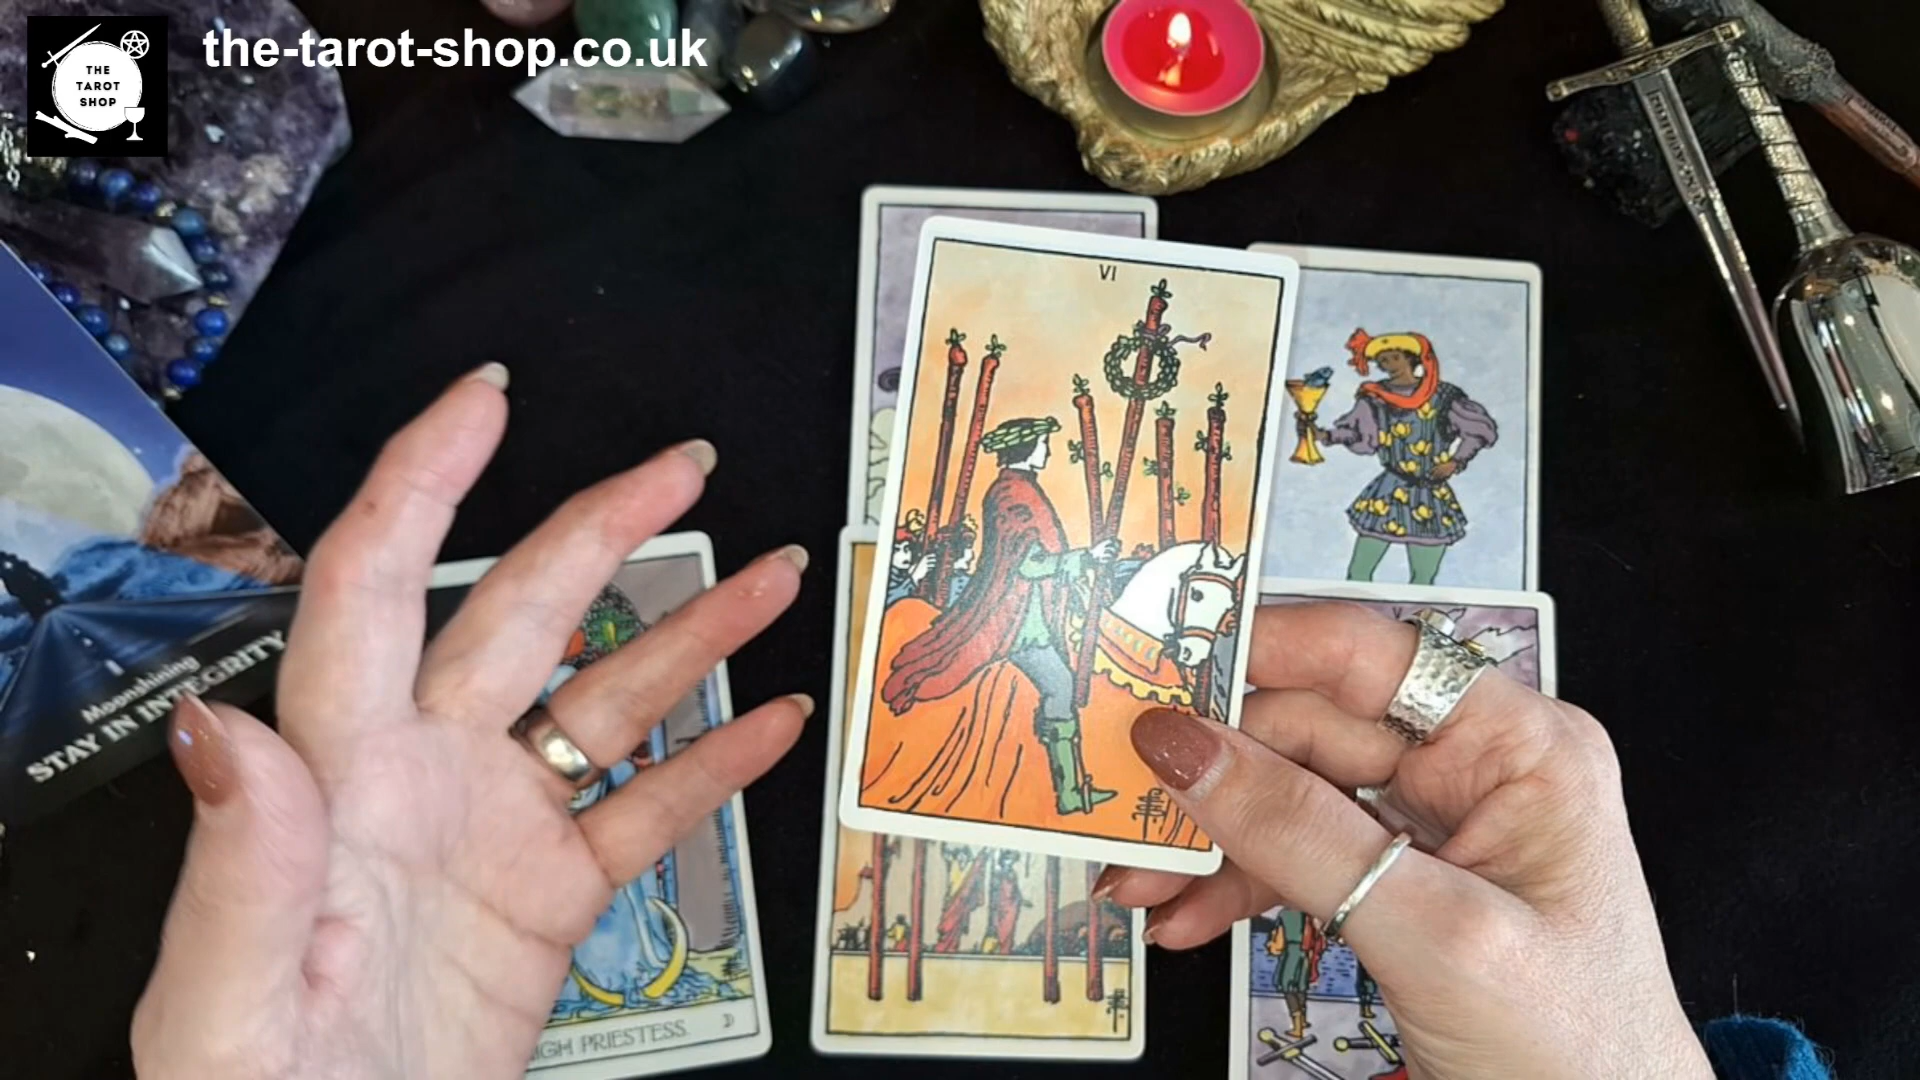 THE
TAROT
SHOP
the-tarot-shop.co.uk
VI
V
Moonshining
STAY IN INTEGRITY
HIGH PRIESTESS.